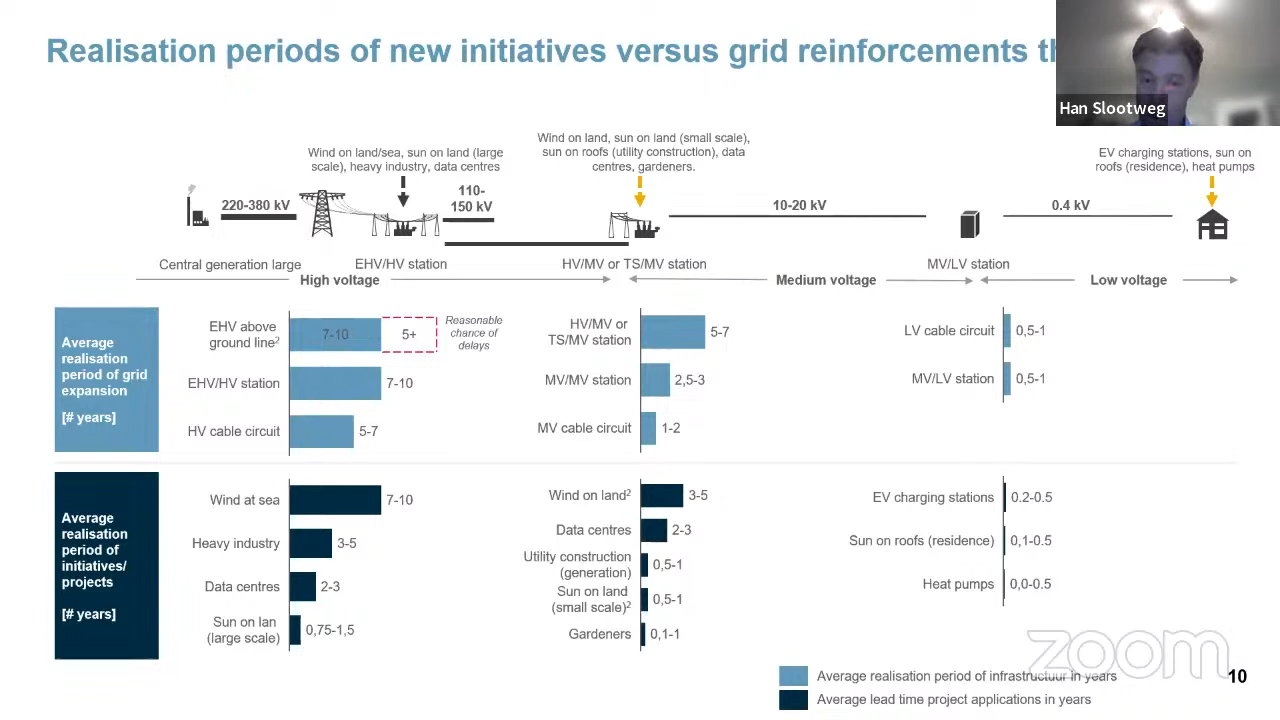 Realisation periods of new initiatives versus grid reinforcements
Han Slootweg
Wind on land/sea, sun on land (large
scale), heavy industry, data centres
Wind on land, sun on land (small scale),
sun on roofs (utility construction), data
centres, gardeners.
EV charging stations, sun on
roofs (residence), heat pumps
220-380 kV
110-
150 kV
10-20 kV
0.4 kV
Central generation large
EHV/HV station
HV/MV or TS/MV station
MV/LV station
High voltage
Medium voltage
Low voltage
Average
realisation
period of grid
expansion
[# years]
EHV above
ground line²
7-10
5+
Reasonable
chance of
delays
EHV/HV station
7-10
HV cable circuit
5-7
HV/MV or
TS/MV station
5-7
MV/MV station
2,5-3
MV cable circuit
1-2
LV cable circuit
0,5-1
MV/LV station
0,5-1
Average
realisation
period of
initiatives/
projects
[# years]
Wind at sea
7-10
Heavy industry
3-5
Data centres
2-3
Sun on lan
(large scale)
0,75-1,5
Wind on land²
3-5
Data centres
2-3
Utility construction
(generation)
0,5-1
Sun on land
(small scale)²
0,5-1
Gardeners
0,1-1
EV charging stations
0.2-0.5
Sun on roofs (residence)
0,1-0.5
Heat pumps
0,0-0.5
zoom
Average realisation period of infrastructuur in years
Average lead time project applications in years
10